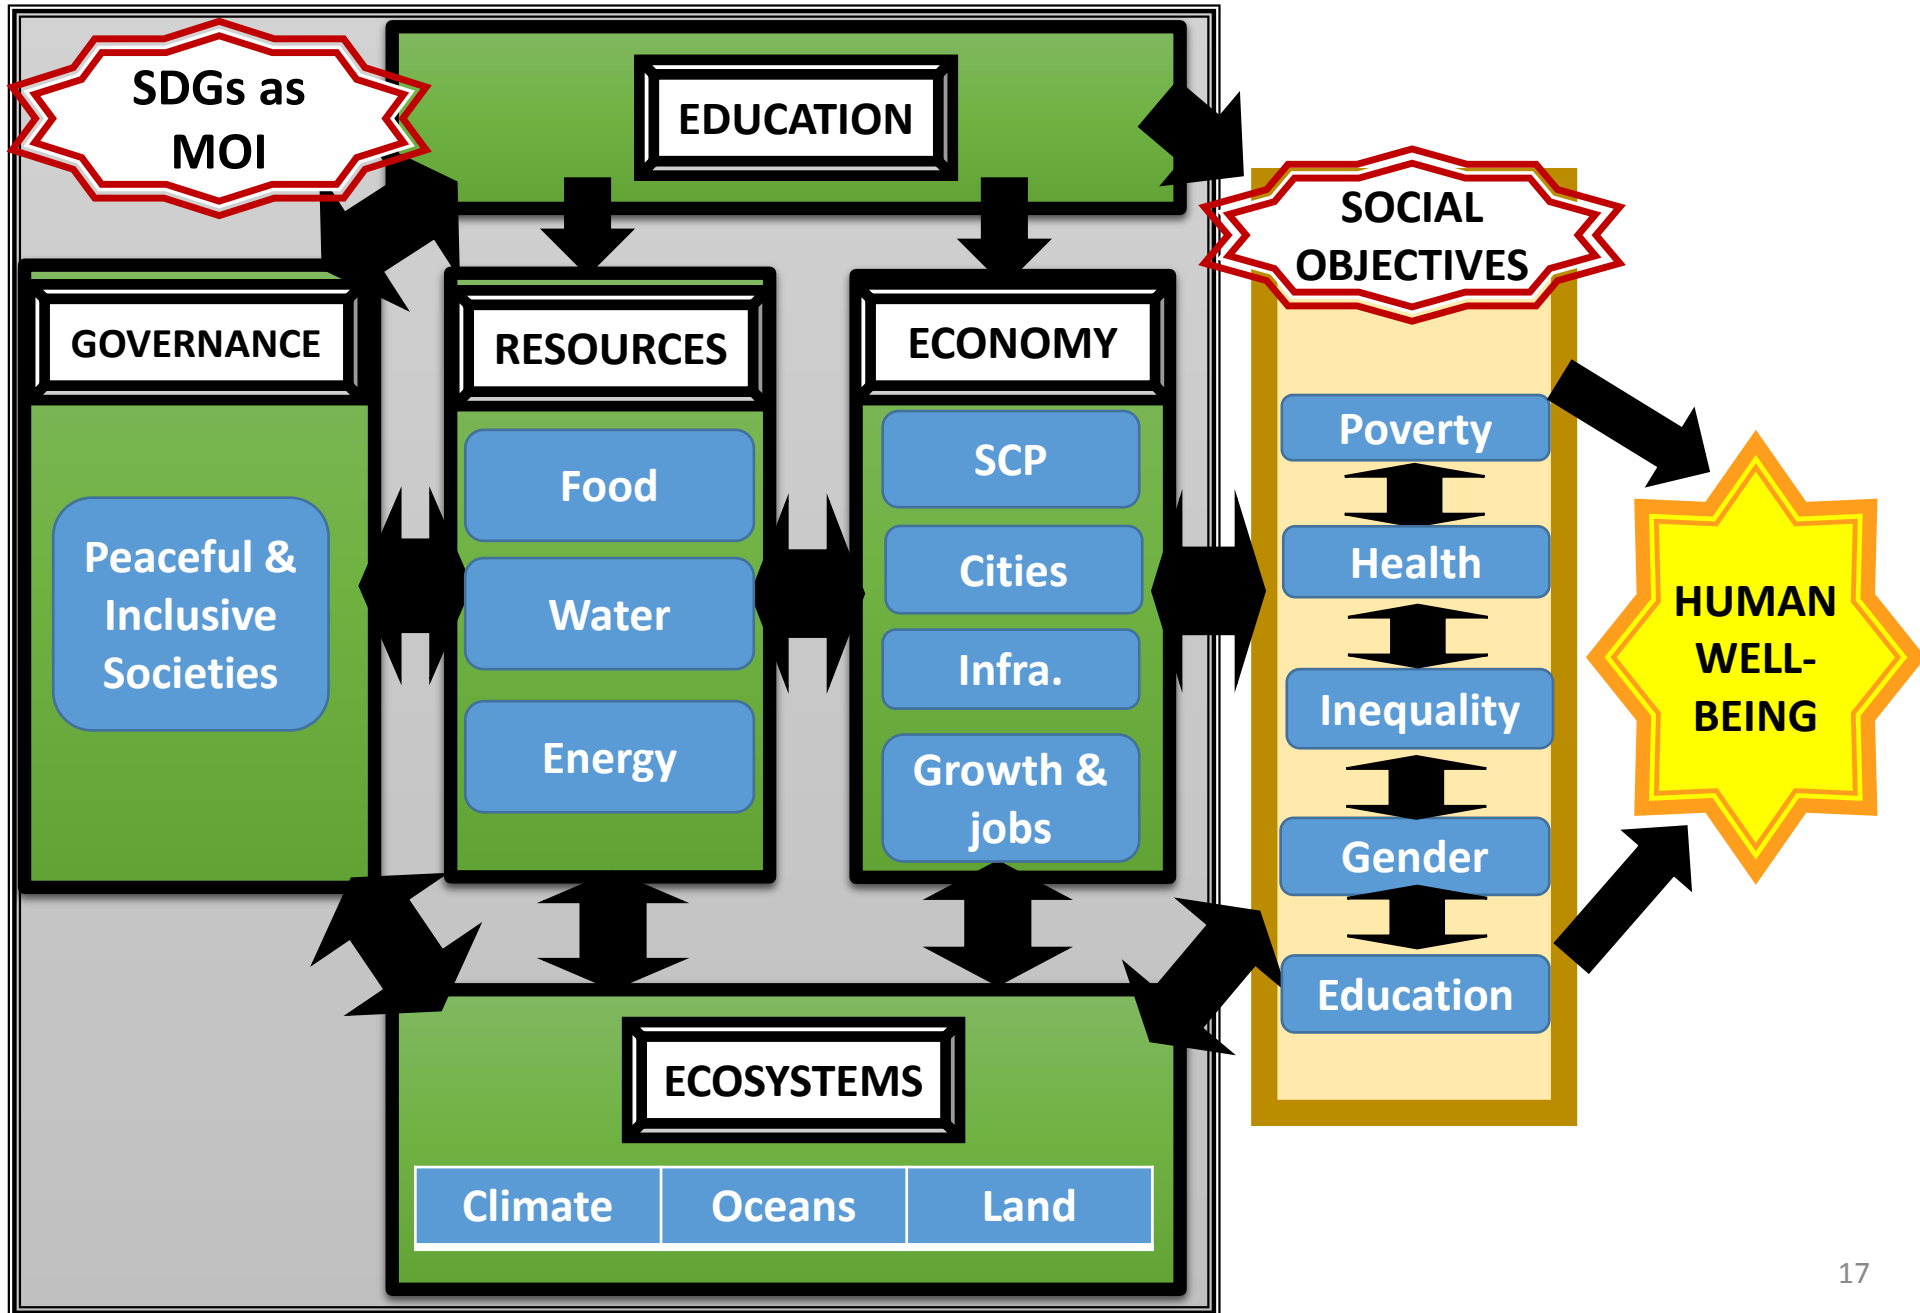 SDGs as
MOI
EDUCATION
SOCIAL
OBJECTIVES
GOVERNANCE
RESOURCES
ECONOMY
Peaceful &
Inclusive
Societies
Food
Water
Energy
SCP
Cities
Infra.
Growth &
jobs
Poverty
Health
Inequality
Gender
Education
HUMAN
WELL-
BEING
ECOSYSTEMS
Climate
Oceans
Land
17